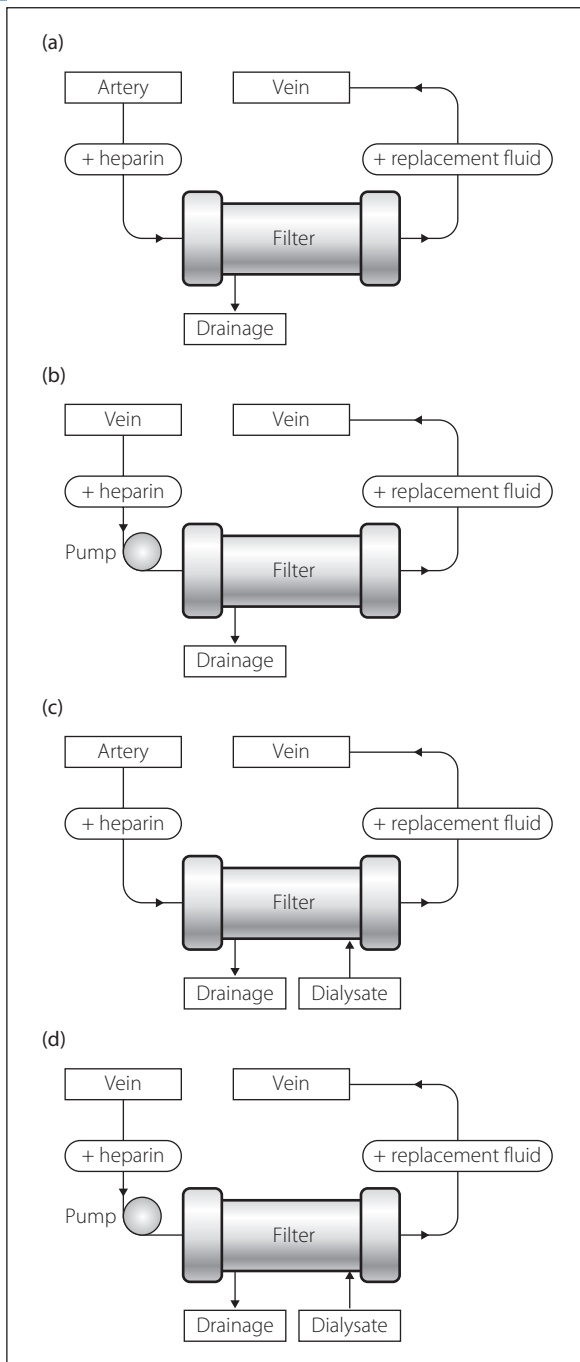 (a)
Artery
Vein
+ heparin
+ replacement fluid
Filter
Drainage
(b)
Vein
Vein
+ heparin
+ replacement fluid
Pump
Filter
Drainage
(c)
Artery
Vein
+ heparin
+ replacement fluid
Filter
Drainage
Dialysate
(d)
Vein
Vein
+ heparin
+ replacement fluid
Pump
Filter
Drainage
Dialysate